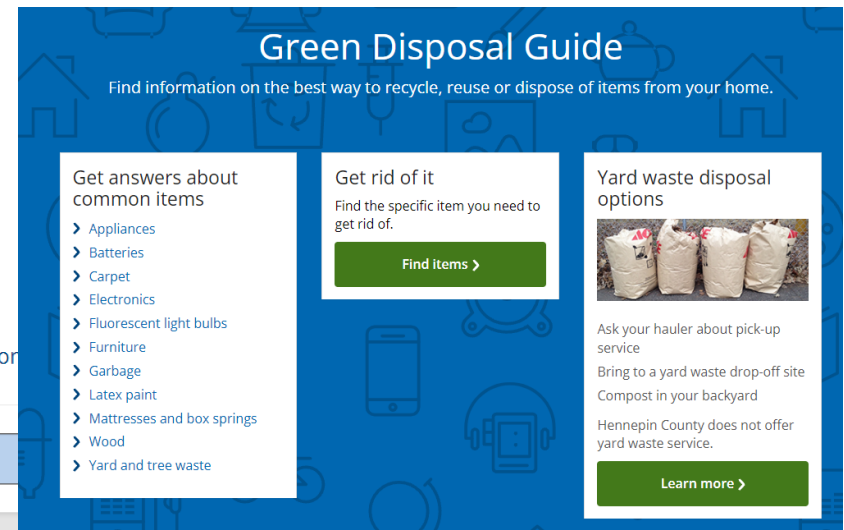 Green Disposal Guide
Find information on the best way to recycle, reuse or dispose of items from your home.
Get answers about
common items
Appliances
Batteries
Carpet
Electronics
Fluorescent light bulbs
Furniture
Garbage
Latex paint
Mattresses and box springs
Wood
Yard and tree waste
Get rid of it
Find the specific item you need to
get rid of.
Find items
Yard waste disposal
options
Ask your hauler about pick-up
service
Bring to a yard waste drop-off site
Compost in your backyard
Hennepin County does not offer
yard waste service.
Learn more
or